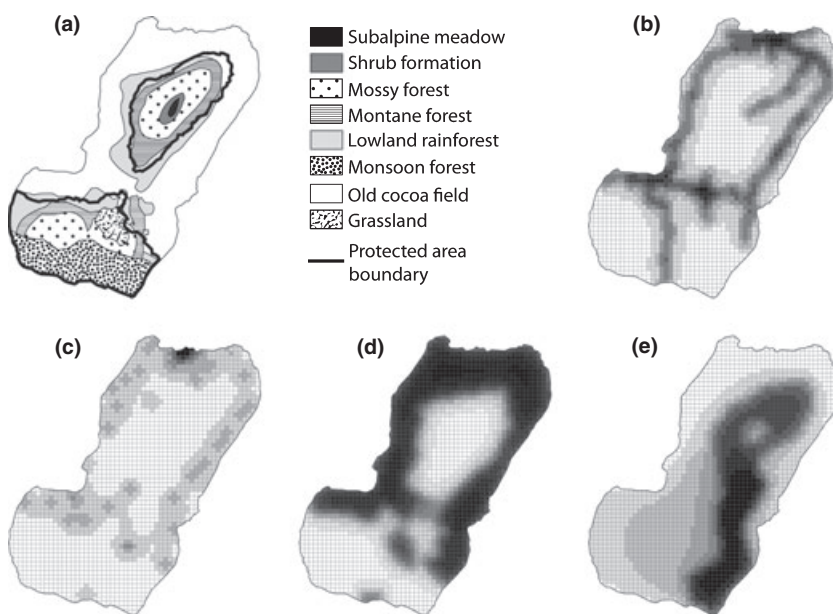 (a)
Subalpine meadow
Shrub formation
Mossy forest
Montane forest
Lowland rainforest
Monsoon forest
Old cocoa field
Grassland
Protected area
boundary
(b)
(c)
(d)
(e)